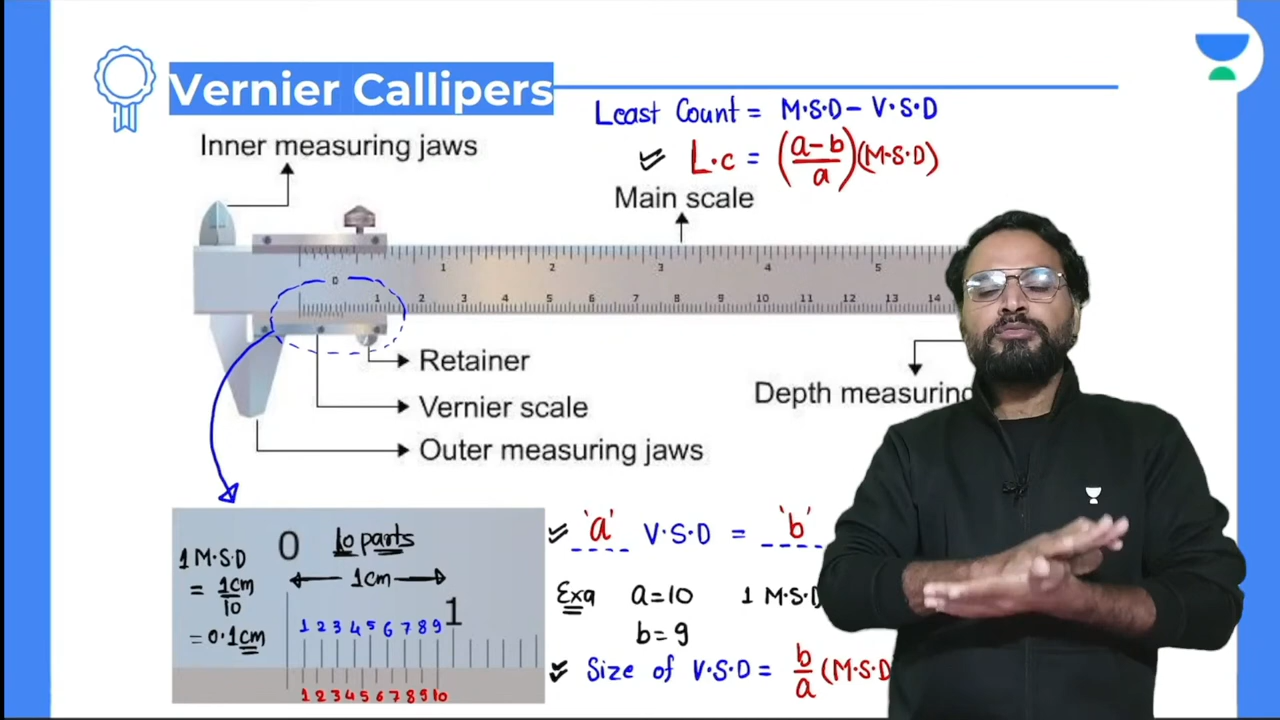 Vernier Callipers
Least Count = M.S.D - V.S.D
L.c = (a-b/a)(M.S.D)
Inner measuring jaws
Main scale
1 2 3 4 5
0
1 2 3 4 5 6 7 8 9 10 11 12 13 14
Retainer
Depth measuring
Vernier scale
Outer measuring jaws
'a' V.S.D = 'b'
0 10 parts
1 M.S.D
= 1cm/10
= 0.1cm
1cm
1
1 2 3 4 5 6 7 8 9
1 2 3 4 5 6 7 8 9 10
Exa a=10 1 M.S.D
b=9
Size of V.S.D = b/a (M.S.D